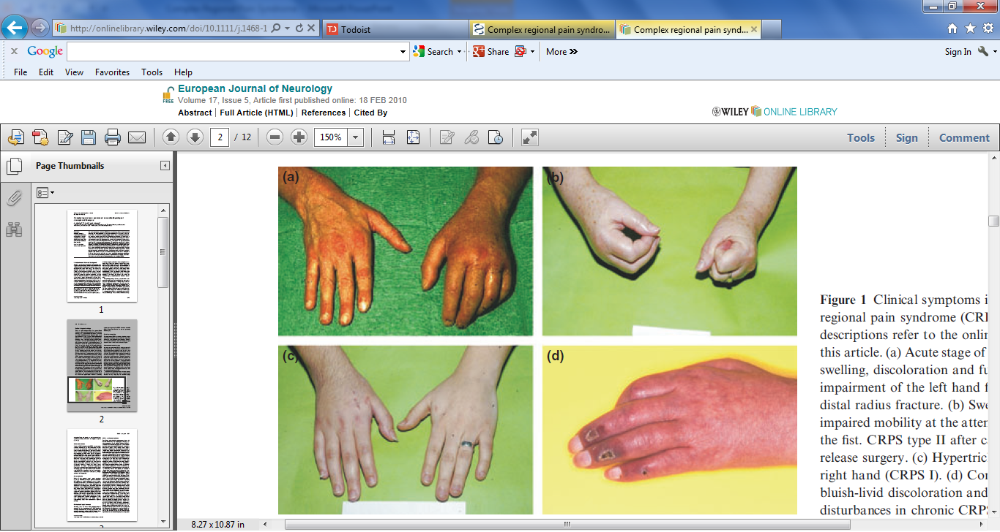 http://onlinelibrary.wiley.com/doi/10.1111/j.1468-1
Todoist
Complex regional pain syndro...
Complex regional pain synd...
Google
Search
Share
More
Sign In
File Edit View Favorites Tools Help
FREE
European Journal of Neurology
Volume 17, Issue 5, Article first published online: 18 FEB 2010
Abstract | Full Article (HTML) | References | Cited By
WILEY ONLINE LIBRARY
2 / 12
150%
Tools Sign Comment
Page Thumbnails
1
2
(a)
(b)
(c)
(d)
Figure 1 Clinical symptoms i
regional pain syndrome (CRI
descriptions refer to the onlin
this article. (a) Acute stage of
swelling, discoloration and fu
impairment of the left hand f
distal radius fracture. (b) Swe
impaired mobility at the atter
the fist. CRPS type II after c
release surgery. (c) Hypertric
right hand (CRPS I). (d) Con
bluish-livid discoloration and
disturbances in chronic CRPS
8.27 x 10.87 in